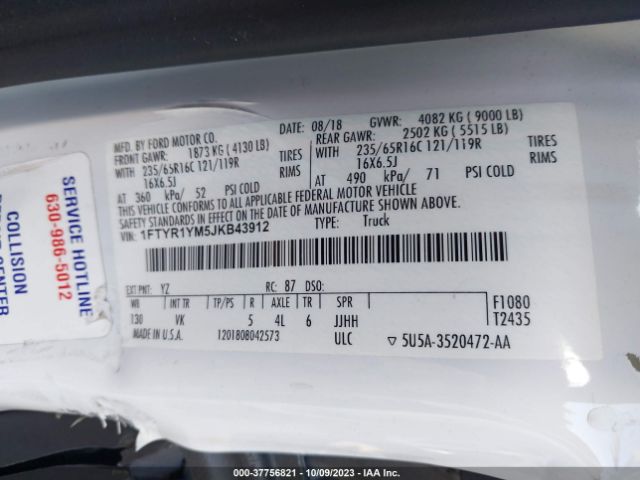 MFD. BY FORD MOTOR CO.
DATE: 08/18 GVWR: 4082 KG ( 9000 LB)
FRONT GAWR: 1873 KG ( 4130 LB)
REAR GAWR: 2502 KG ( 5515 LB)
WITH 235/65R16C 121/119R TIRES
WITH 235/65R16C 121/119R TIRES
16X6.5J RIMS
16X6.5J RIMS
AT 360 kPa/ 52 PSI COLD
AT 490 kPa/ 71 PSI COLD
THIS VEHICLE CONFORMS TO ALL APPLICABLE FEDERAL MOTOR VEHICLE
SAFETY STANDARDS IN EFFECT ON THE DATE OF MANUFACTURE SHOWN ABOVE.
VIN: 1FTYR1YM5JKB43912 TYPE: Truck
EXT PNT: YZ RC: 87 DSO:
WB INT TR TP/PS R AXLE TR SPR
130 VK 5 4L 6 JJHH
F1080
T2435
MADE IN U.S.A. 1201808042573 ULC
5U5A-3520472-AA
SERVICE HOTLINE
630-986-5012
COLLISION
CENTER
000-37756821 | 10/09/2023 | IAA Inc.